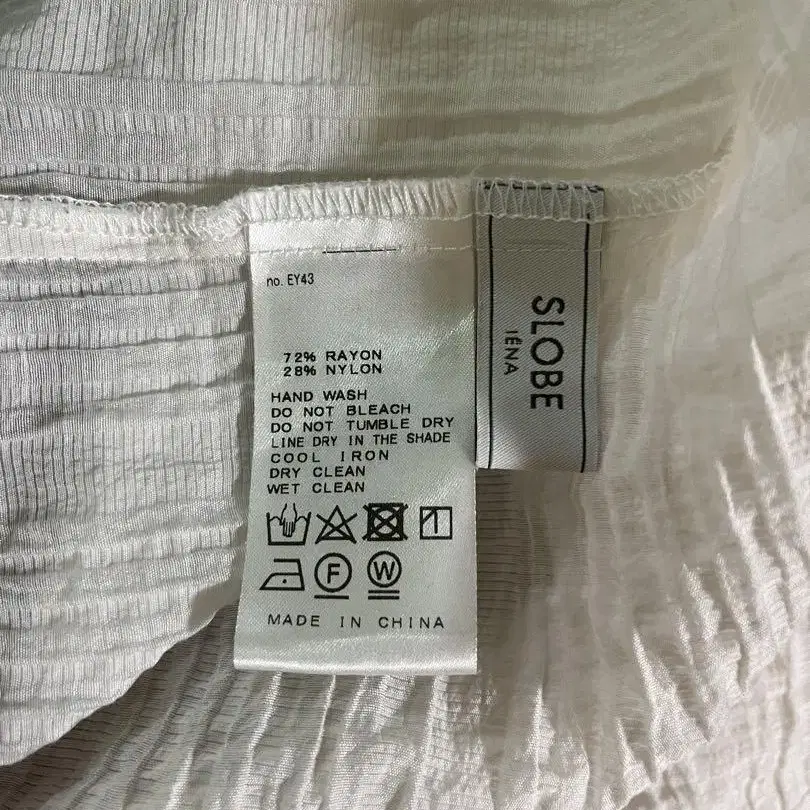 no. EY43
72% RAYON
28% NYLON
HAND WASH
DO NOT BLEACH
DO NOT TUMBLE DRY
LINE DRY IN THE SHADE
COOL IRON
DRY CLEAN
WET CLEAN
F W
MADE IN CHINA
SLOBE
IÉNA